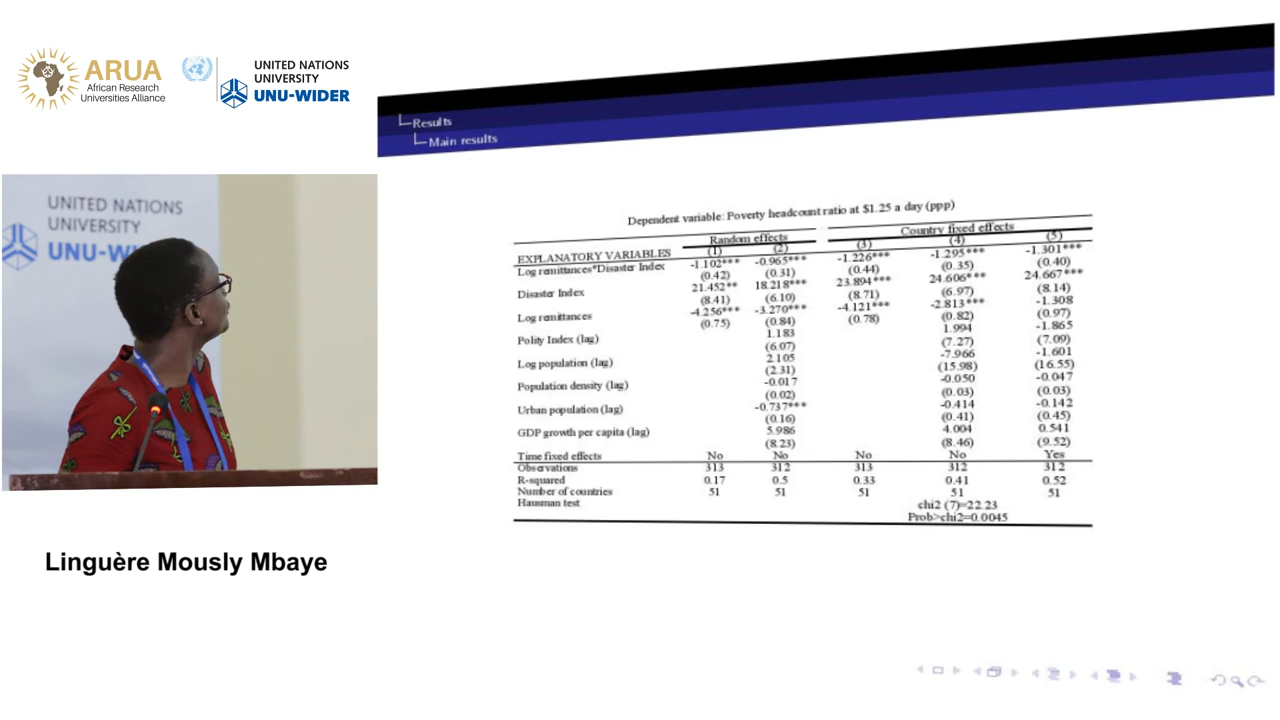 ARUA
African Research
Universities Alliance
UNITED NATIONS
UNIVERSITY
UNU-WIDER
Results
Main results
UNITED NATIONS
UNIVERSITY
UNU-W
Linguère Mously Mbaye
Dependent variable: Poverty headcount ratio at $1.25 a day (ppp)
Random effects Country fixed effects
EXPLANATORY VARIABLES (1) (2) (3) (4) (5)
Log remittances*Disaster Index -1.102*** -0.965*** -1.226*** -1.295*** -1.301***
(0.42) (0.31) (0.44) (0.35) (0.40)
Disaster Index 21.452** 18.218*** 23.894*** 24.606*** 24.667***
(8.41) (6.10) (8.71) (6.97) (8.14)
Log remittances -4.256*** -3.270*** -4.121*** -2.813*** -1.308
(0.75) (0.84) (0.78) (0.82) (0.97)
Polity Index (lag) 1.183 1.994 -1.865
(6.07) (7.27) (7.09)
Log population (lag) 2.105 -7.966 -1.601
(2.31) (15.98) (16.55)
Population density (lag) -0.017 -0.050 -0.047
(0.02) (0.03) (0.03)
Urban population (lag) -0.737*** -0.414 -0.142
(0.16) (0.41) (0.45)
GDP growth per capita (lag) 5.986 4.004 0.541
(8.23) (8.46) (9.52)
Time fixed effects No No No No Yes
Observations 313 312 313 312 312
R-squared 0.17 0.5 0.33 0.41 0.52
Number of countries 51 51 51 51 51
Hausman test chi2 (7)=22.23
Prob>chi2=0.0045